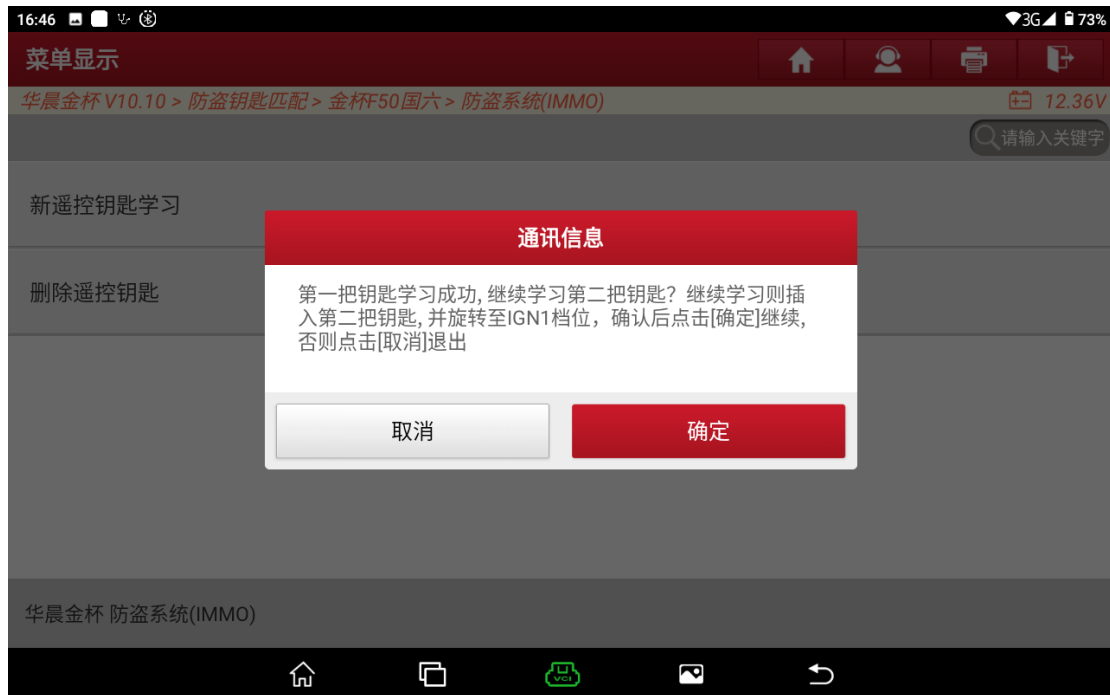 16:46
3G 73%
菜单显示
华晨金杯 V10.10 > 防盗钥匙匹配 > 金杯F50国六 > 防盗系统(IMMO)
12.36V
请输入关键字
新遥控钥匙学习
删除遥控钥匙
通讯信息
第一把钥匙学习成功, 继续学习第二把钥匙？继续学习则插
入第二把钥匙, 并旋转至IGN1档位，确认后点击[确定]继续,
否则点击[取消]退出
取消
确定
华晨金杯 防盗系统(IMMO)
VCI